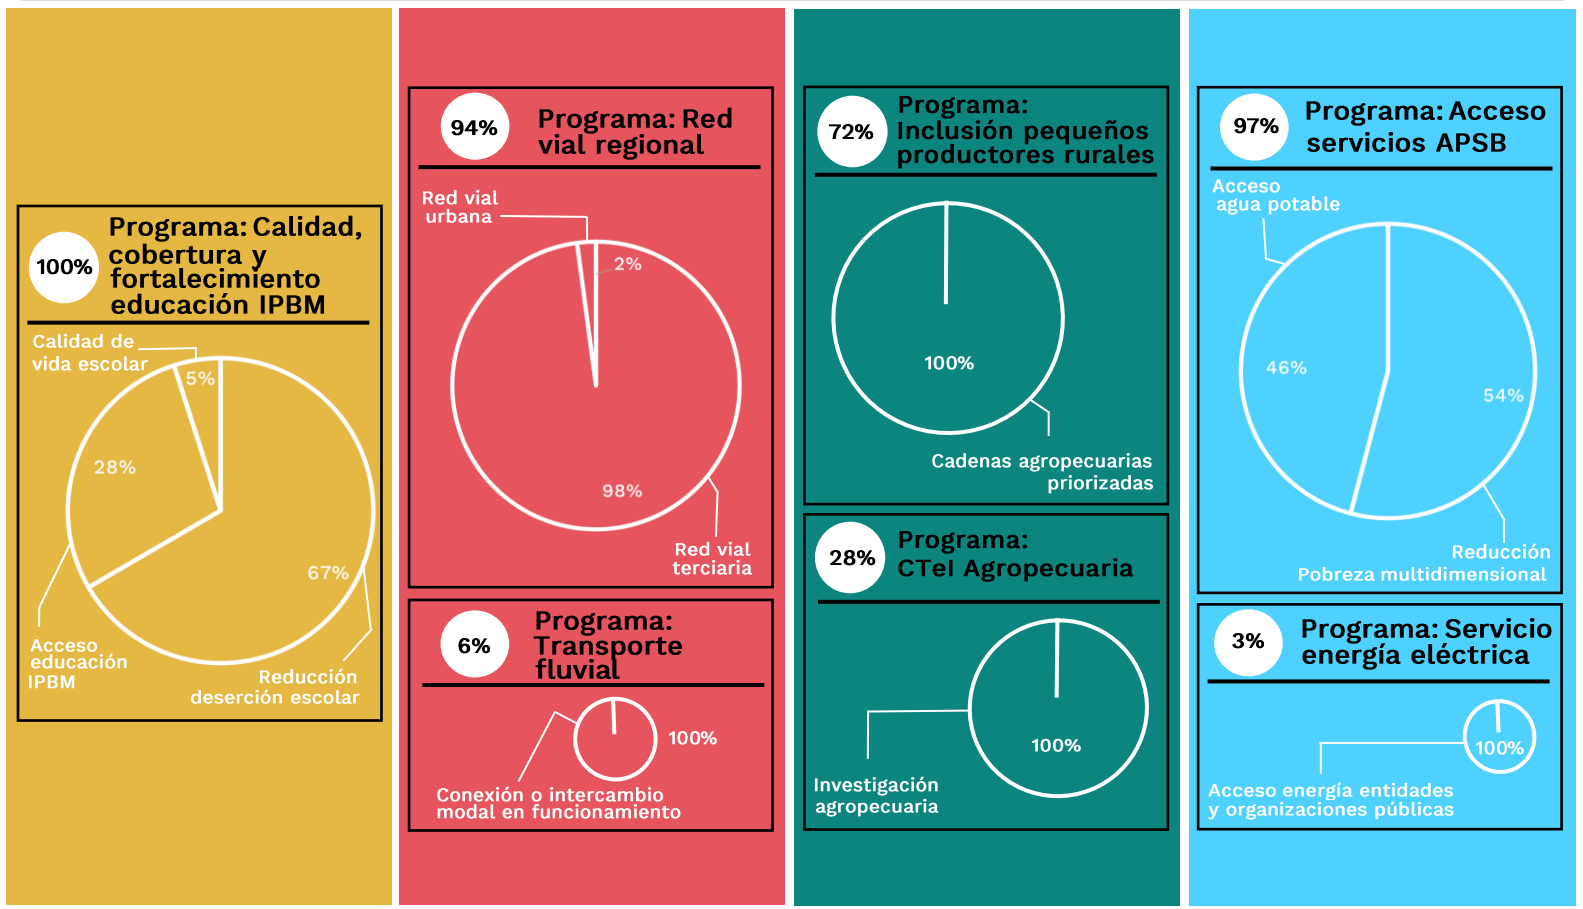 100%
Programa: Calidad,
cobertura y
fortalecimiento
educación IPBM
Calidad de
vida escolar
5%
28%
67%
Acceso
educación
IPBM
Reducción
deserción escolar
94%
Programa: Red
vial regional
Red vial
urbana
2%
98%
Red vial
terciaria
6%
Programa:
Transporte
fluvial
100%
Conexión o intercambio
modal en funcionamiento
72%
Programa:
Inclusión pequeños
productores rurales
100%
Cadenas agropecuarias
priorizadas
28%
Programa:
CTeI Agropecuaria
100%
Investigación
agropecuaria
97%
Programa: Acceso
servicios APSB
Acceso
agua potable
46%
54%
Reducción
Pobreza multidimensional
3%
Programa: Servicio
energía eléctrica
100%
Acceso energía entidades
y organizaciones públicas